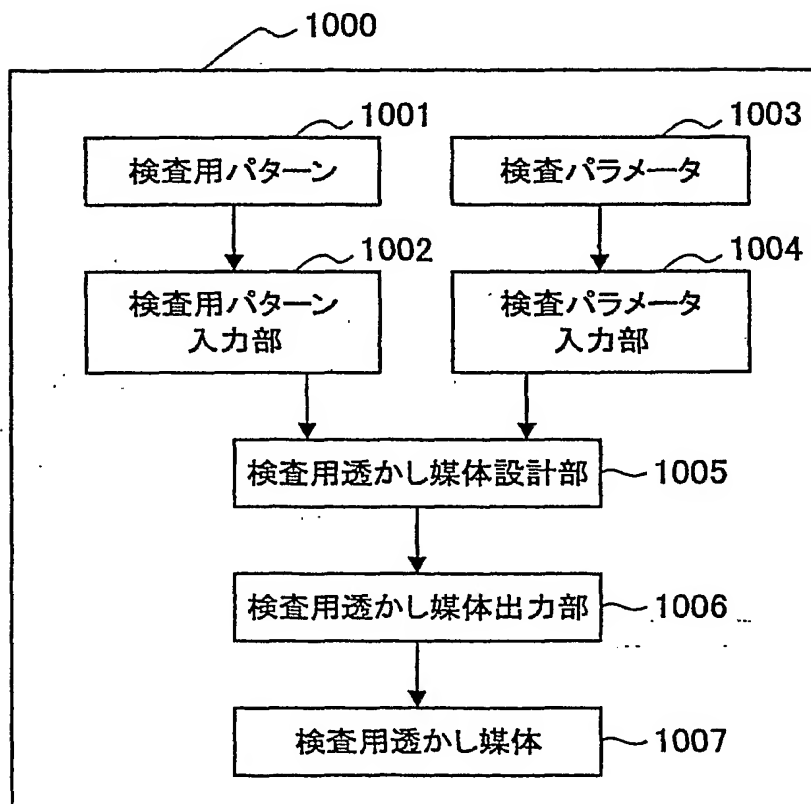 1000
1001
検査用パターン
1003
検査パラメータ
1002
検査用パターン
入力部
1004
検査パラメータ
入力部
検査用透かし媒体設計部
1005
検査用透かし媒体出力部
1006
検査用透かし媒体
1007